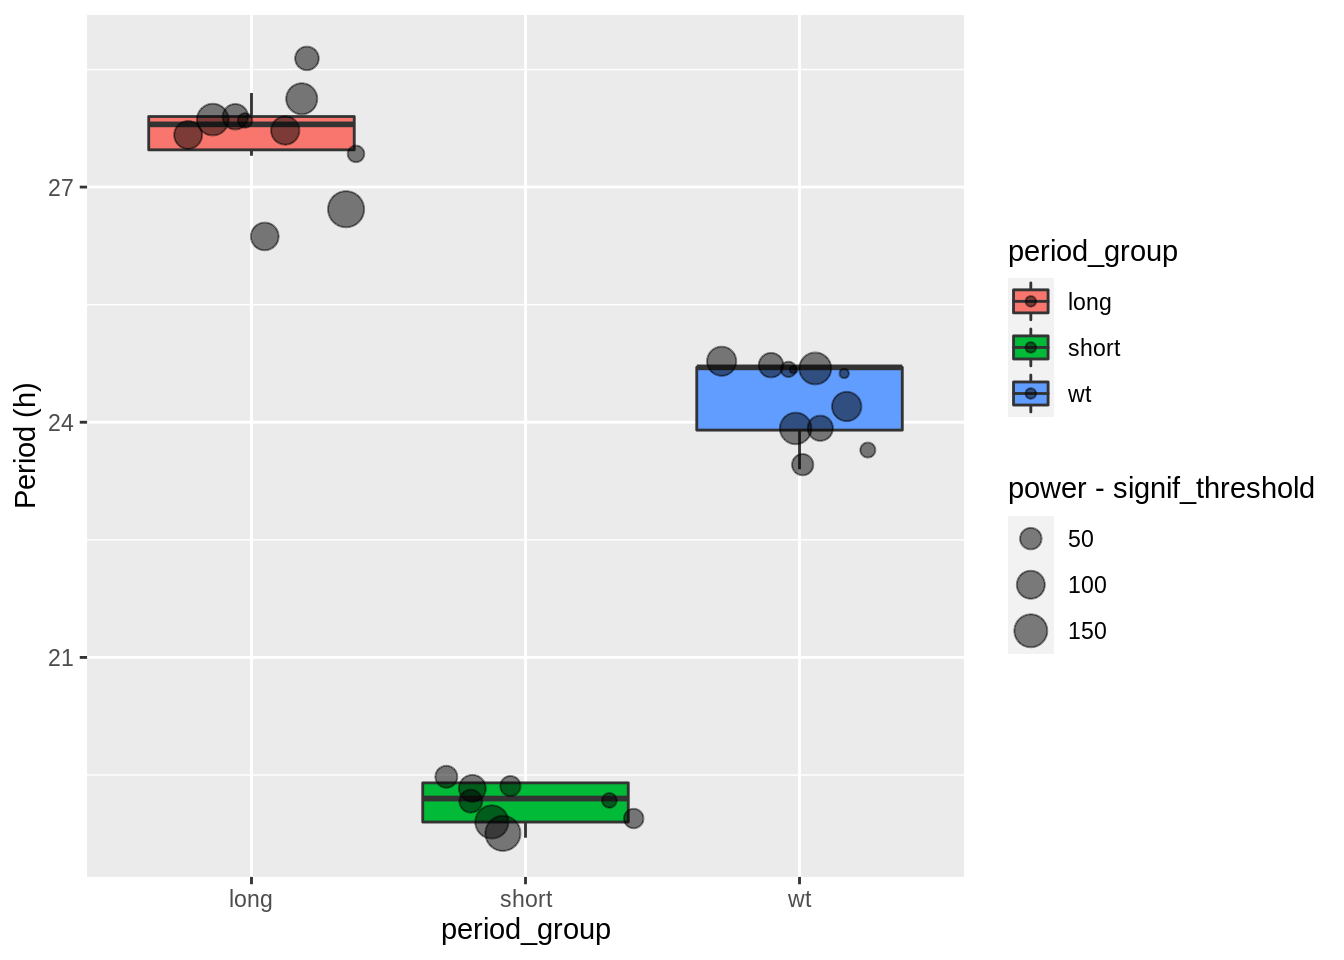 27
24
21
Period (h)
long
short
wt
period_group
period_group
long
short
wt
power - signif_threshold
50
100
150